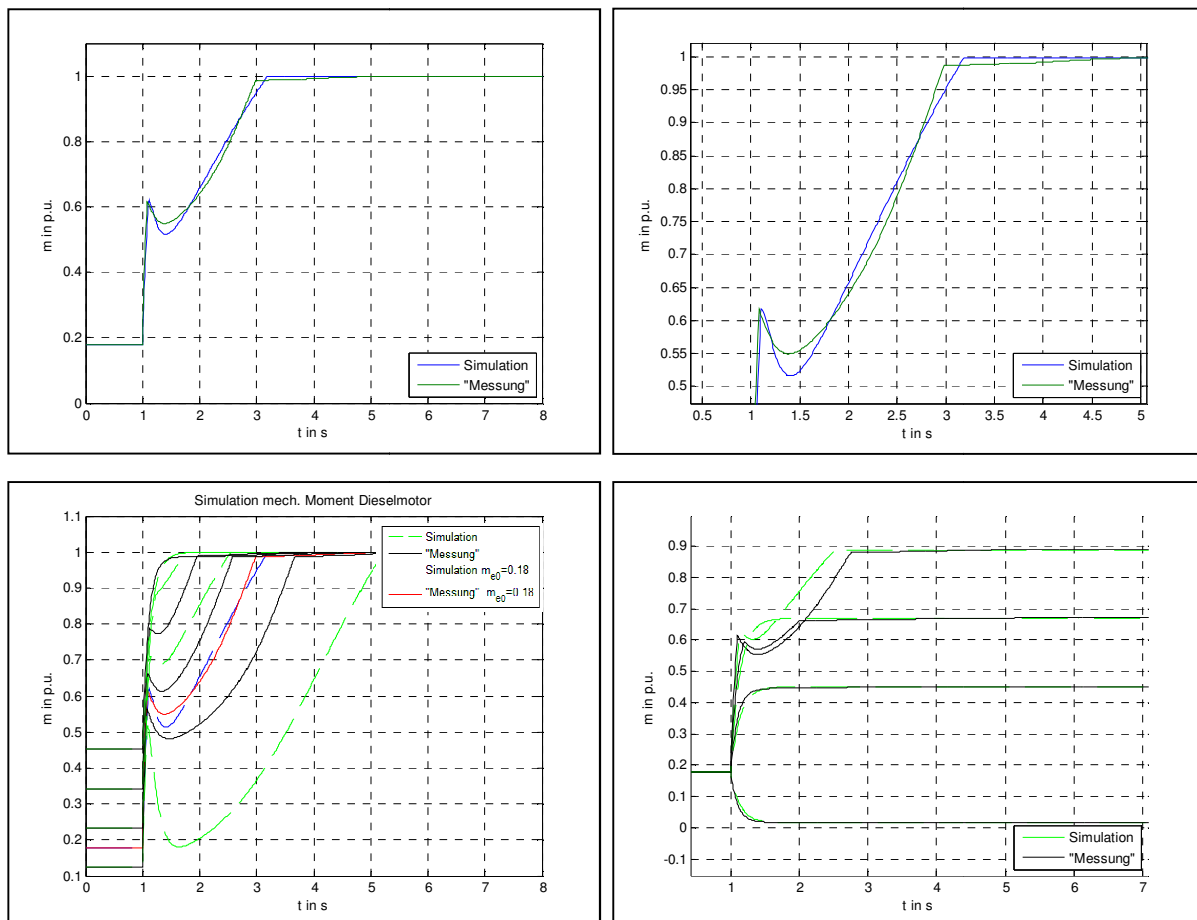 1
0.8
0.6
0.4
0.2
0
0 1 2 3 4 5 6 7 8
m in p.u.
t in s
Simulation
"Messung"
1
0.95
0.9
0.85
0.8
0.75
0.7
0.65
0.6
0.55
0.5
0.5 1 1.5 2 2.5 3 3.5 4 4.5 5
m in p.u.
t in s
Simulation
"Messung"
Simulation mech. Moment Dieselmotor
1.1
1
0.9
0.8
0.7
0.6
0.5
0.4
0.3
0.2
0.1
0 1 2 3 4 5 6 7 8
m in p.u.
t in s
Simulation
"Messung"
Simulation m e0=0.18
"Messung" m e0=0.18
0.9
0.8
0.7
0.6
0.5
0.4
0.3
0.2
0.1
0
-0.1
1 2 3 4 5 6 7
m in p.u.
t in s
Simulation
"Messung"